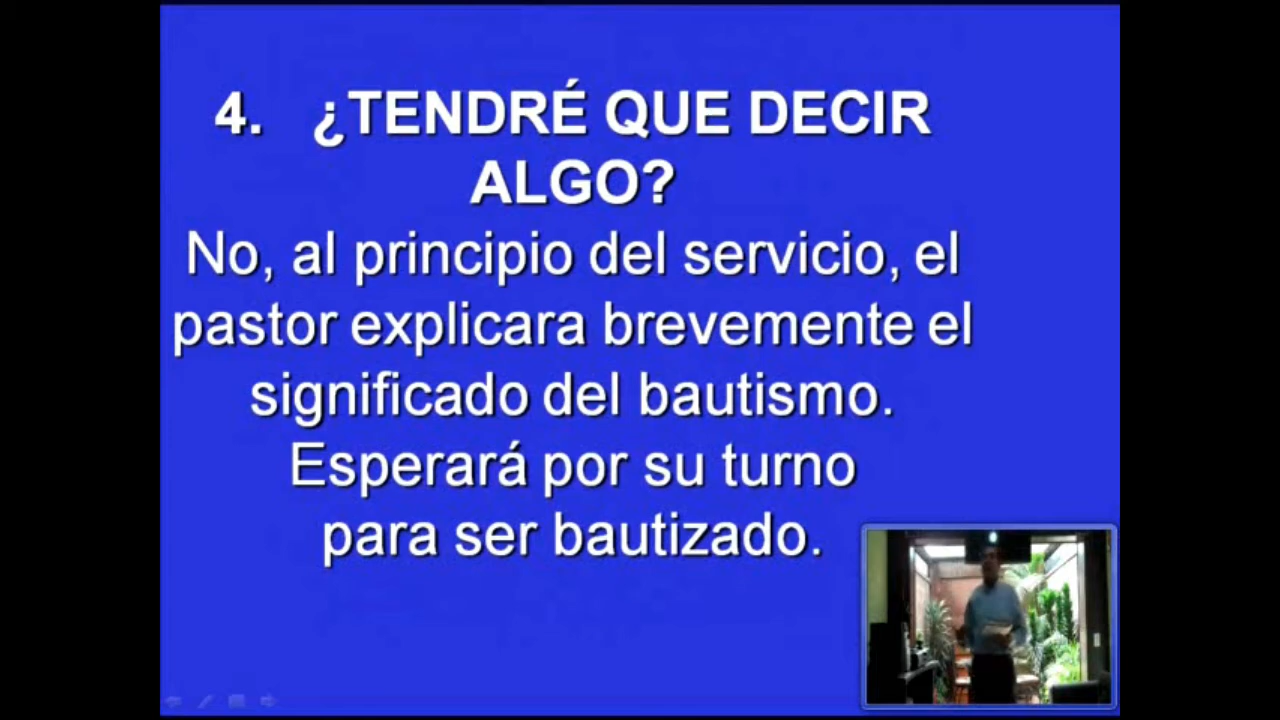 4. ¿TENDRÉ QUE DECIR
ALGO?
No, al principio del servicio, el
pastor explicara brevemente el
significado del bautismo.
Esperará por su turno
para ser bautizado.